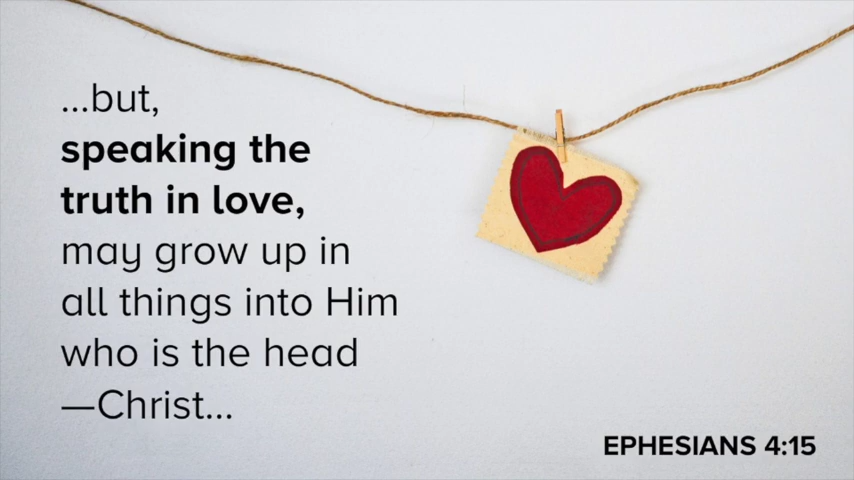 ...but,
speaking the
truth in love,
may grow up in
all things into Him
who is the head
—Christ...
EPHESIANS 4:15